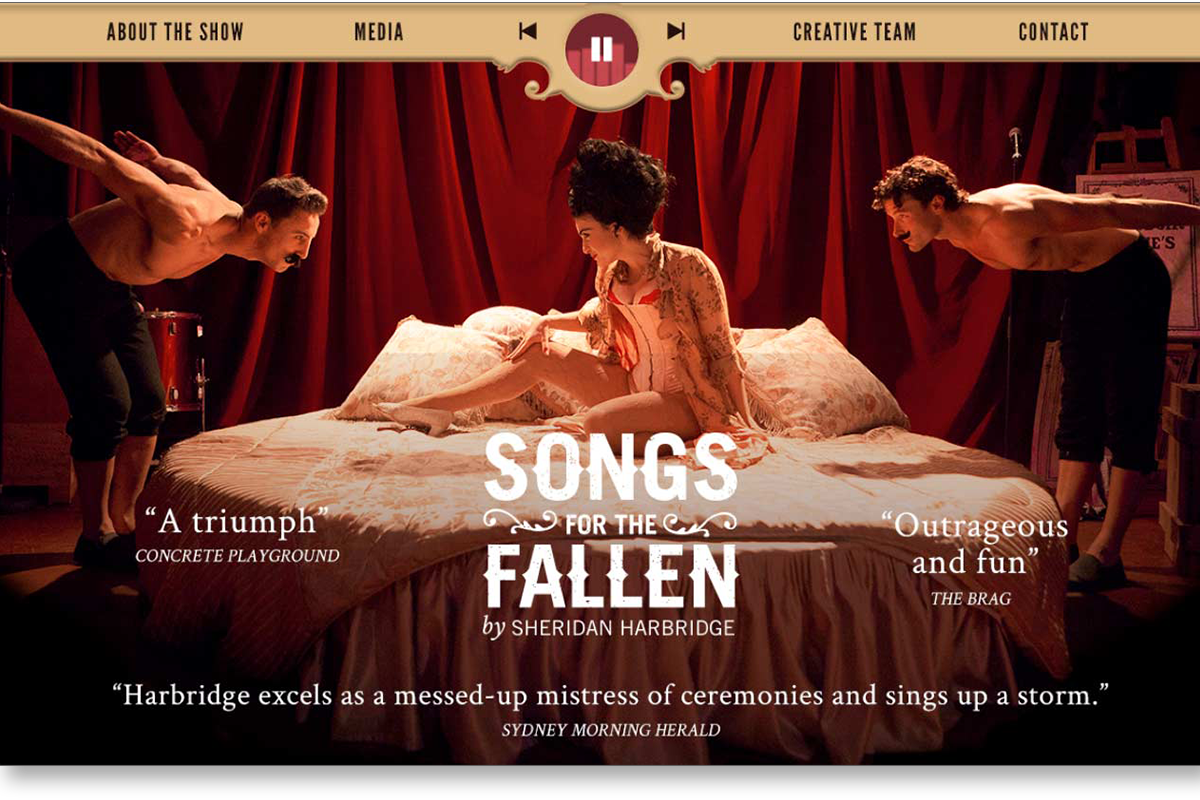 ABOUT THE SHOW
MEDIA
CREATIVE TEAM
CONTACT
SONGS
FOR THE
FALLEN
by SHERIDAN HARBRIDGE
“A triumph”
CONCRETE PLAYGROUND
“Outrageous
and fun”
THE BRAG
“Harbridge excels as a messed-up mistress of ceremonies and sings up a storm.”
SYDNEY MORNING HERALD